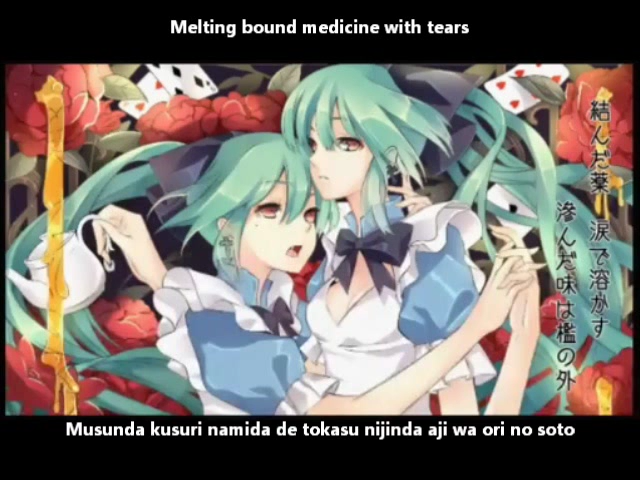 Melting bound medicine with tears
結んだ薬 涙で溶かす
滲んだ味は檻の外
Musunda kusuri namida de tokasu nijinda aji wa ori no soto